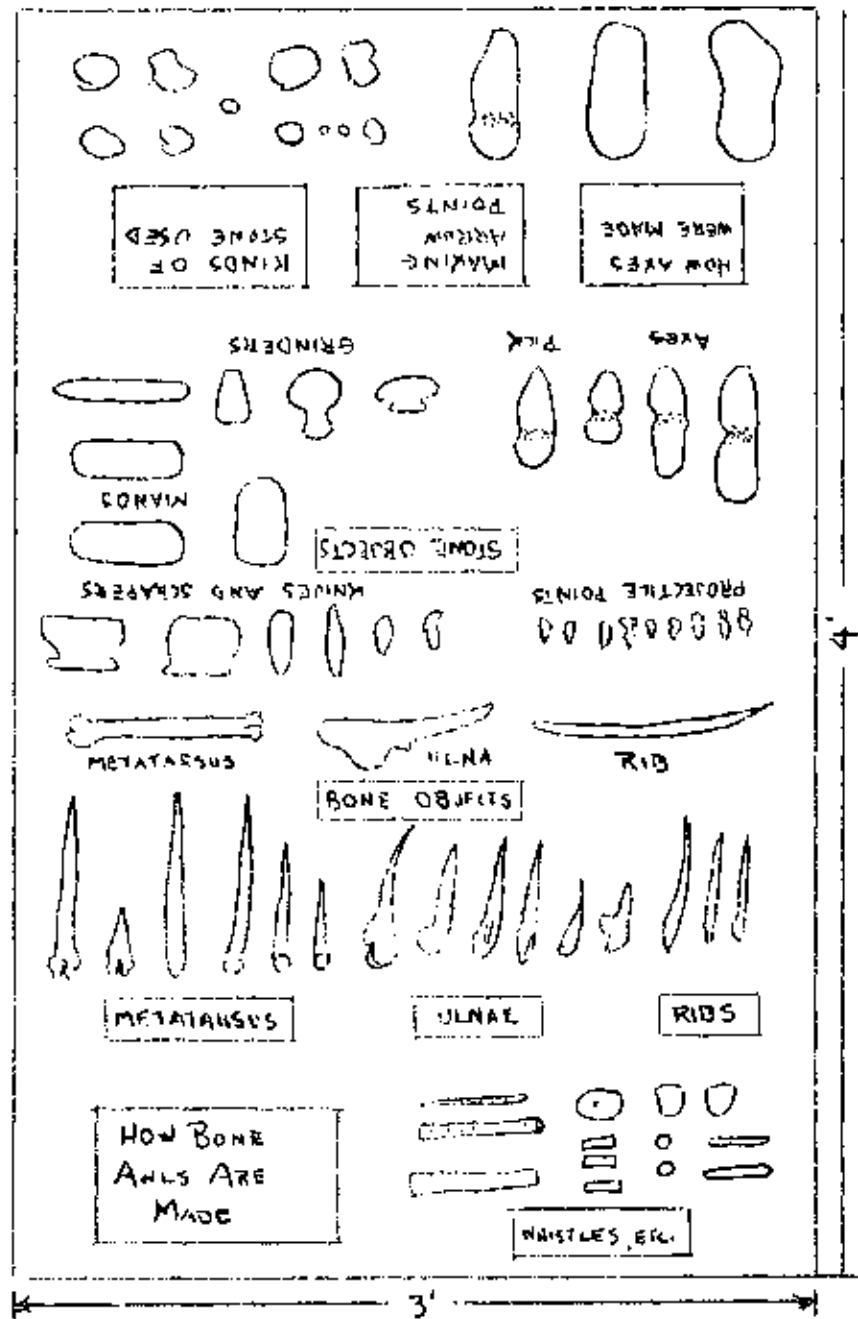 HOW AXES
WERE MADE
MAKING
ARROW
POINTS
KINDS OF
STONE USED
AXES
PICK
GRINDERS
MANOS
STONE OBJECTS
PROJECTILE POINTS
KNIVES AND SCRAPERS
4'
METATARSUS
ULNA
RIB
BONE OBJECTS
METATARSUS
ULNAE
RIBS
HOW BONE
AWLS ARE
MADE
WHISTLES, ETC.
3'